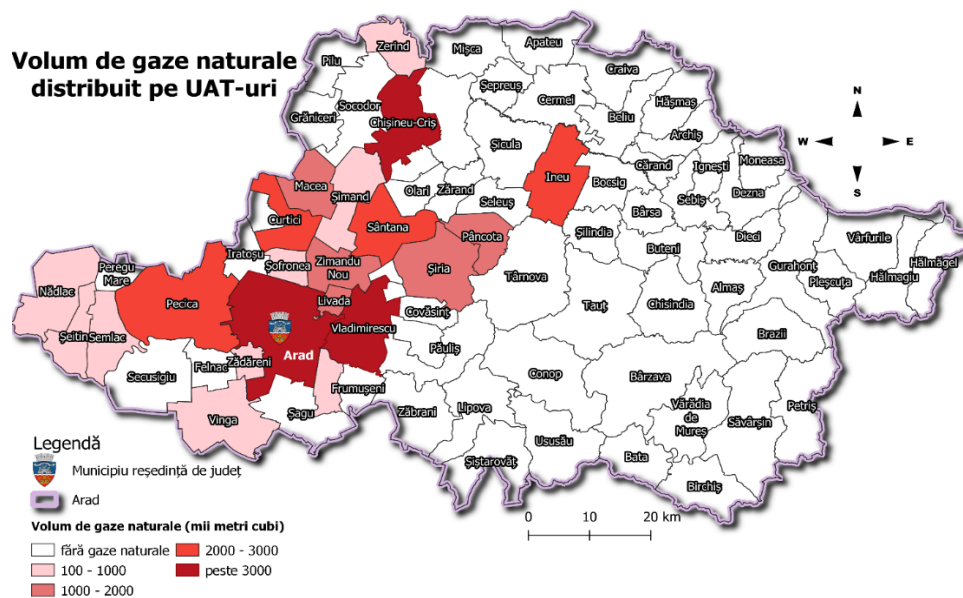 Volum de gaze naturale
distribuit pe UAT-uri
Zerind
Mișca
Apateu
Pilu
Craiva
Șepreuș
Cermei
Hășmaș
Socodor
Grăniceri
Chișineu-Criș
Beliu
Archiș
N
W
E
S
Șicula
Cărand
Ignești
Moneasa
Macea
Șimand
Olari
Zărand
Ineu
Bocsig
Dezna
Seleuș
Bârsa
Sebiș
Curtici
Sântana
Pâncota
Șilindia
Buteni
Dieci
Vârfurile
Iratoșu
Șofronea
Zimandu
Nou
Șiria
Târnova
Gurahonț
Hălmăgel
Peregu
Mare
Nădlac
Pecica
Livada
Tauț
Chisindia
Almaș
Pleșcuța
Hălmagiu
Covăsinț
Vladimirescu
Șeitin
Semlac
Arad
Păuliș
Brazii
Zădăreni
Felnac
Secusigiu
Frumușeni
Conop
Bârzava
Vinga
Șagu
Zăbrani
Lipova
Vărădia
de
Mureș
Săvârșin
Petriș
Ususău
Bata
Șiștarovăț
Birchiș
Legendă
Municipiu reședință de județ
Arad
Volum de gaze naturale (mii metri cubi)
fără gaze naturale
2000 - 3000
100 - 1000
peste 3000
1000 - 2000
0
10
20 km